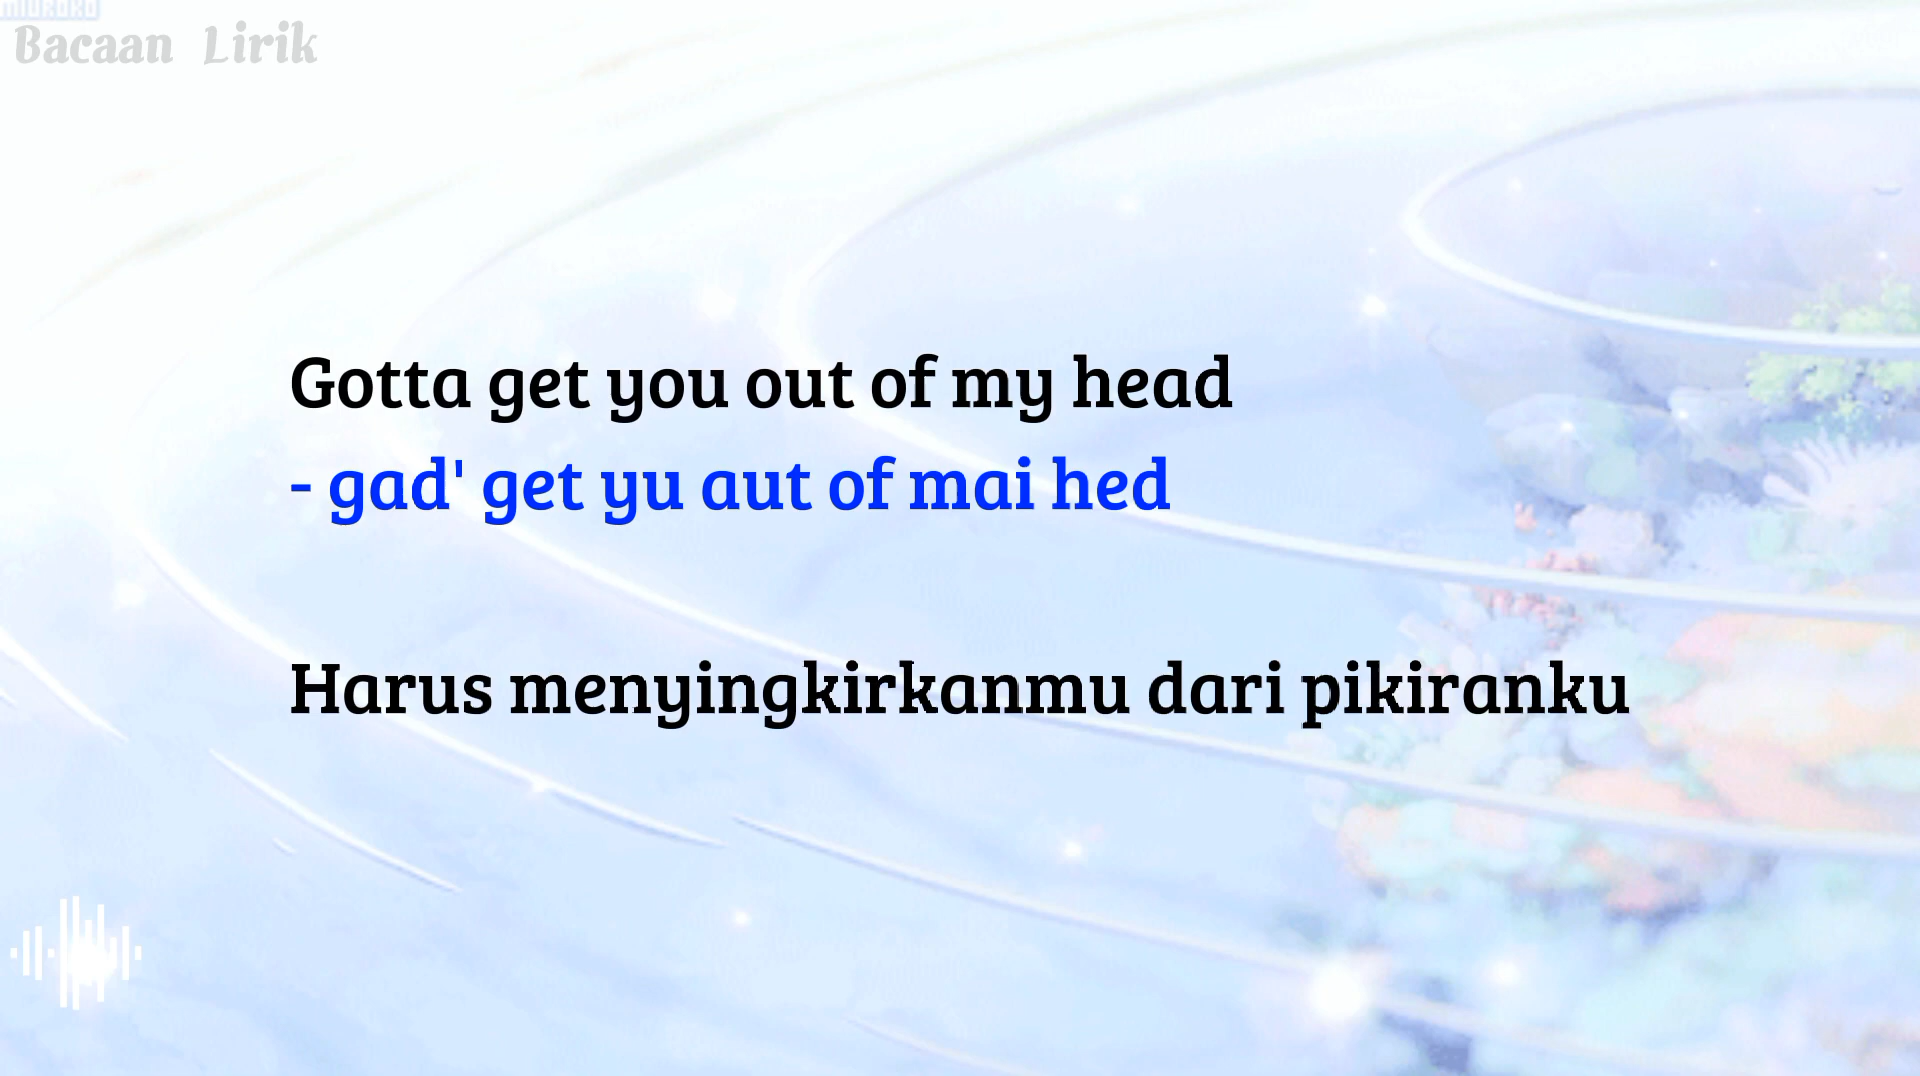 MIUROKO
Bacaan Lirik
Gotta get you out of my head
- gad' get yu aut of mai hed
Harus menyingkirkanmu dari pikiranku